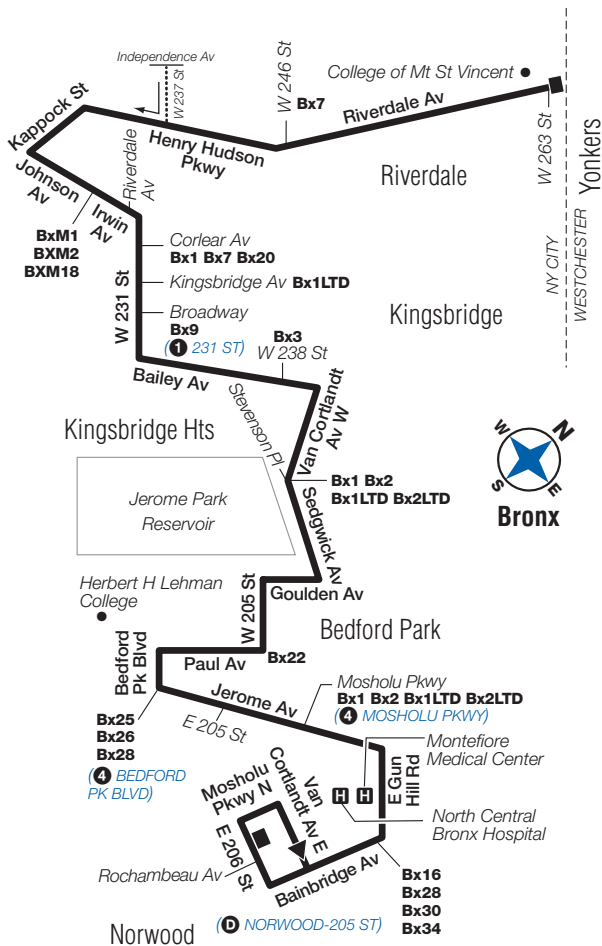 Independence Av
W 237 St
W 246 St
Bx7
College of Mt St Vincent
Riverdale Av
W 263 St
Yonkers
Kappock St
Henry Hudson
Pkwy
Riverdale
NY CITY
WESTCHESTER
Johnson
Av
Irwin
Av
Riverdale
Av
BxM1
BXM2
BXM18
Corlear Av
Bx1 Bx7 Bx20
Kingsbridge Av Bx1LTD
W 231 St
Broadway
Bx9
(1 231 ST)
Kingsbridge
Bx3
W 238 St
Bailey Av
Van Cortlandt
Av W
Stevenson Pl
Kingsbridge Hts
Jerome Park
Reservoir
Bx1 Bx2
Bx1LTD Bx2LTD
Sedgwick Av
N
W
E
S
Bronx
Goulden Av
Herbert H Lehman
College
W 205 St
Bedford Park
Bedford
Pk Blvd
Paul Av
Bx22
Jerome Av
E 205 St
Mosholu Pkwy
Bx1 Bx2 Bx1LTD Bx2LTD
(4 MOSHOLU PKWY)
Bx25
Bx26
Bx28
(4 BEDFORD
PK BLVD)
Montefiore
Medical Center
E Gun
Hill Rd
H H
North Central
Bronx Hospital
Mosholu
Pkwy N
Van
Cortlandt Av E
E 206 St
Rochambeau Av
Bainbridge Av
Bx16
Bx28
Bx30
Bx34
(D NORWOOD-205 ST)
Norwood